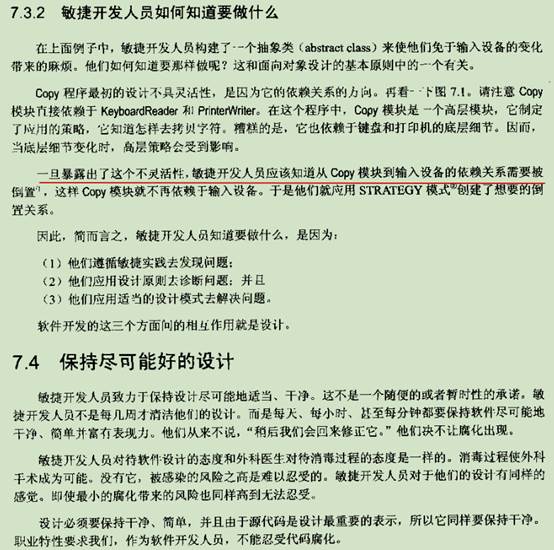 7.3.2 敏捷开发人员如何知道要做什么
在上面例子中，敏捷开发人员构建了一个抽象类（abstract class）来使他们免于输入设备的变化
带来的麻烦。他们如何知道要那样做呢？这和面向对象设计的基本原则中的一个有关。
Copy 程序最初的设计不具灵活性，是因为它的依赖关系的方向。再看一下图 7.1。请注意 Copy
模块直接依赖于 KeyboardReader 和 PrinterWriter。在这个程序中，Copy 模块是一个高层模块，它制定
了应用的策略，它知道怎样去拷贝字符。糟糕的是，它也依赖于键盘和打印机的底层细节。因而，
当底层细节变化时，高层策略会受到影响。
一旦暴露出了这个不灵活性，敏捷开发人员应该知道从 Copy 模块到输入设备的依赖关系需要被
倒置，这样 Copy 模块就不再依赖于输入设备。于是他们就应用 STRATEGY 模式创建了想要的倒
置关系。
因此，简而言之，敏捷开发人员知道要做什么，是因为：
（1）他们遵循敏捷实践去发现问题；
（2）他们应用设计原则去诊断问题；并且
（3）他们应用适当的设计模式去解决问题。
软件开发的这三个方面间的相互作用就是设计。
7.4 保持尽可能好的设计
敏捷开发人员致力于保持设计尽可能地适当、干净。这不是一个随便的或者暂时性的承诺。敏
捷开发人员不是每几周才清洁他们的设计。而是每天、每小时、甚至每分钟都要保持软件尽可能地
干净、简单并富有表现力。他们从来不说，“稍后我们会回来修正它。”他们决不让腐化出现。
敏捷开发人员对待软件设计的态度和外科医生对待消毒过程的态度是一样的。消毒过程使外科
手术成为可能。没有它，被感染的风险之高是难以忍受的。敏捷开发人员对于他们的设计有同样的
感觉。即使最小的腐化带来的风险也同样高到无法忍受。
设计必须要保持干净、简单，并且由于源代码是设计最重要的表示，所以它同样要保持干净。
职业特性要求我们，作为软件开发人员，不能忍受代码腐化。